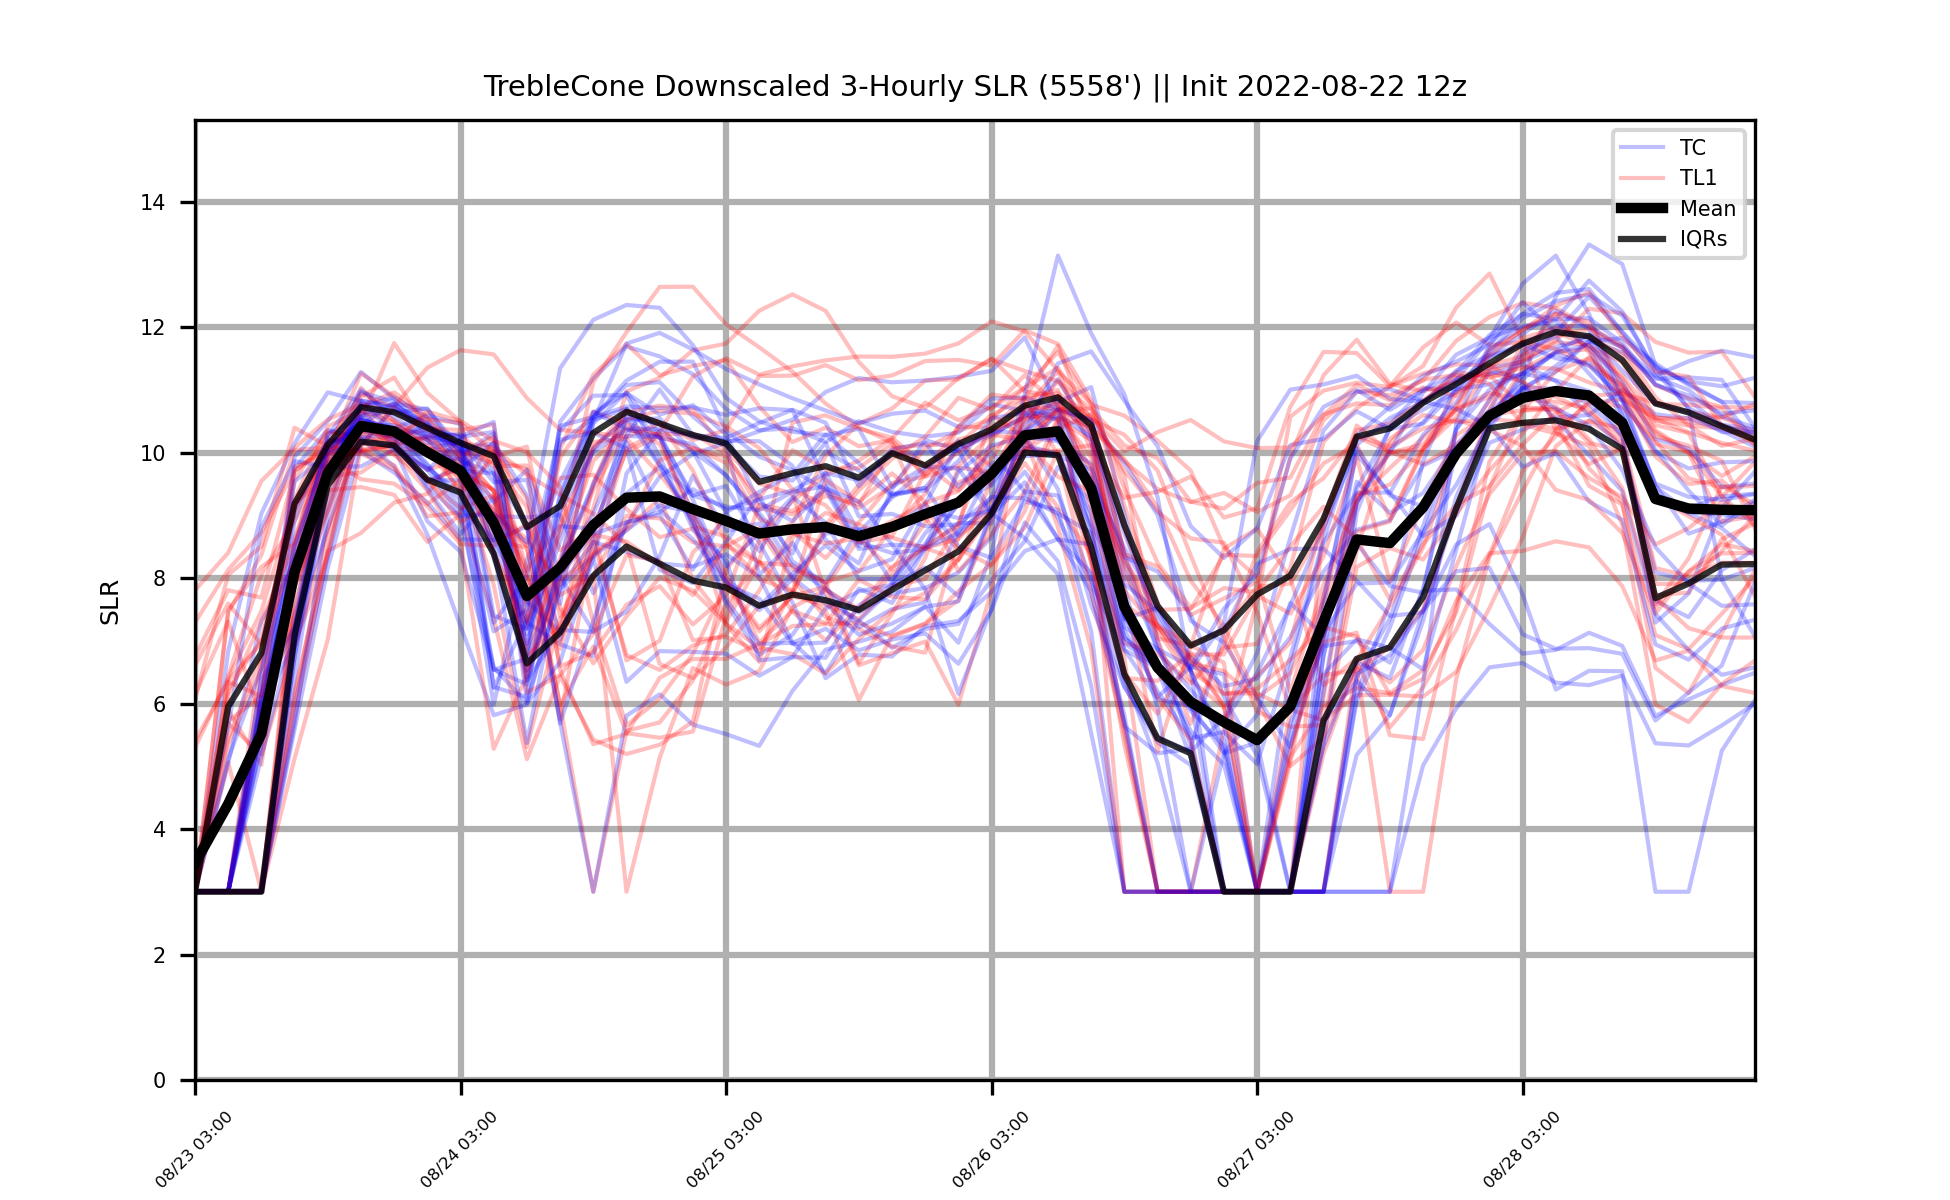 TrebleCone Downscaled 3-Hourly SLR (5558') || Init 2022-08-22 12z
TC
TL1
Mean
IQRs
SLR
14
12
10
8
6
4
2
0
08/23 03:00
08/24 03:00
08/25 03:00
08/26 03:00
08/27 03:00
08/28 03:00